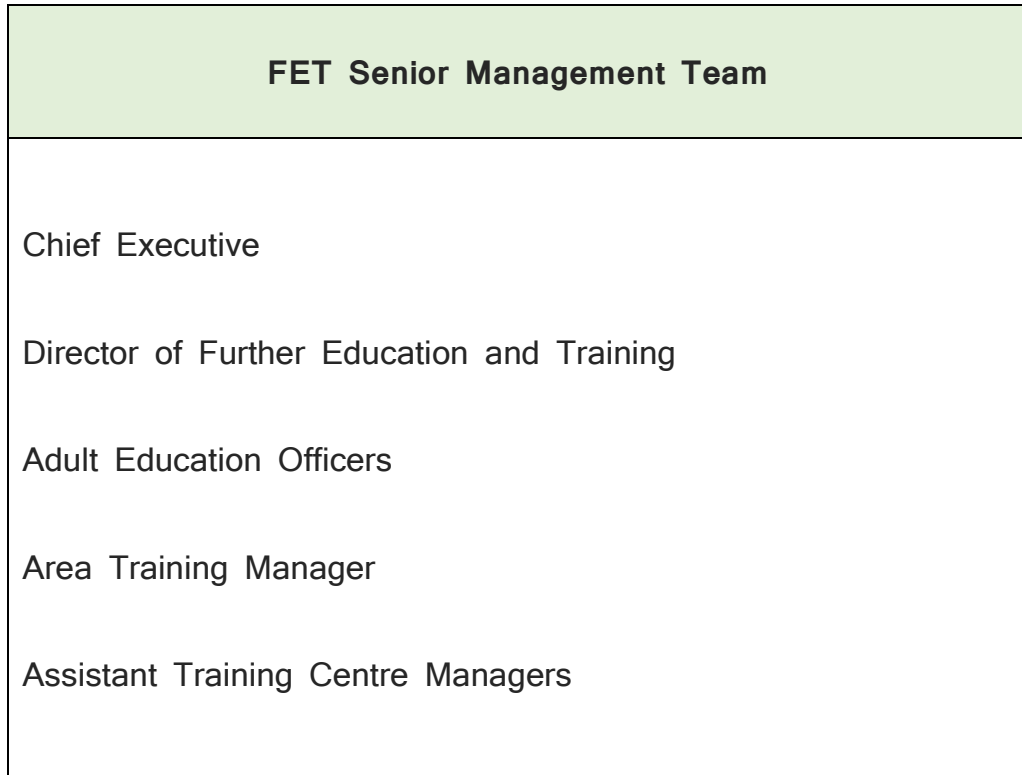 FET Senior Management Team
Chief Executive
Director of Further Education and Training
Adult Education Officers
Area Training Manager
Assistant Training Centre Managers